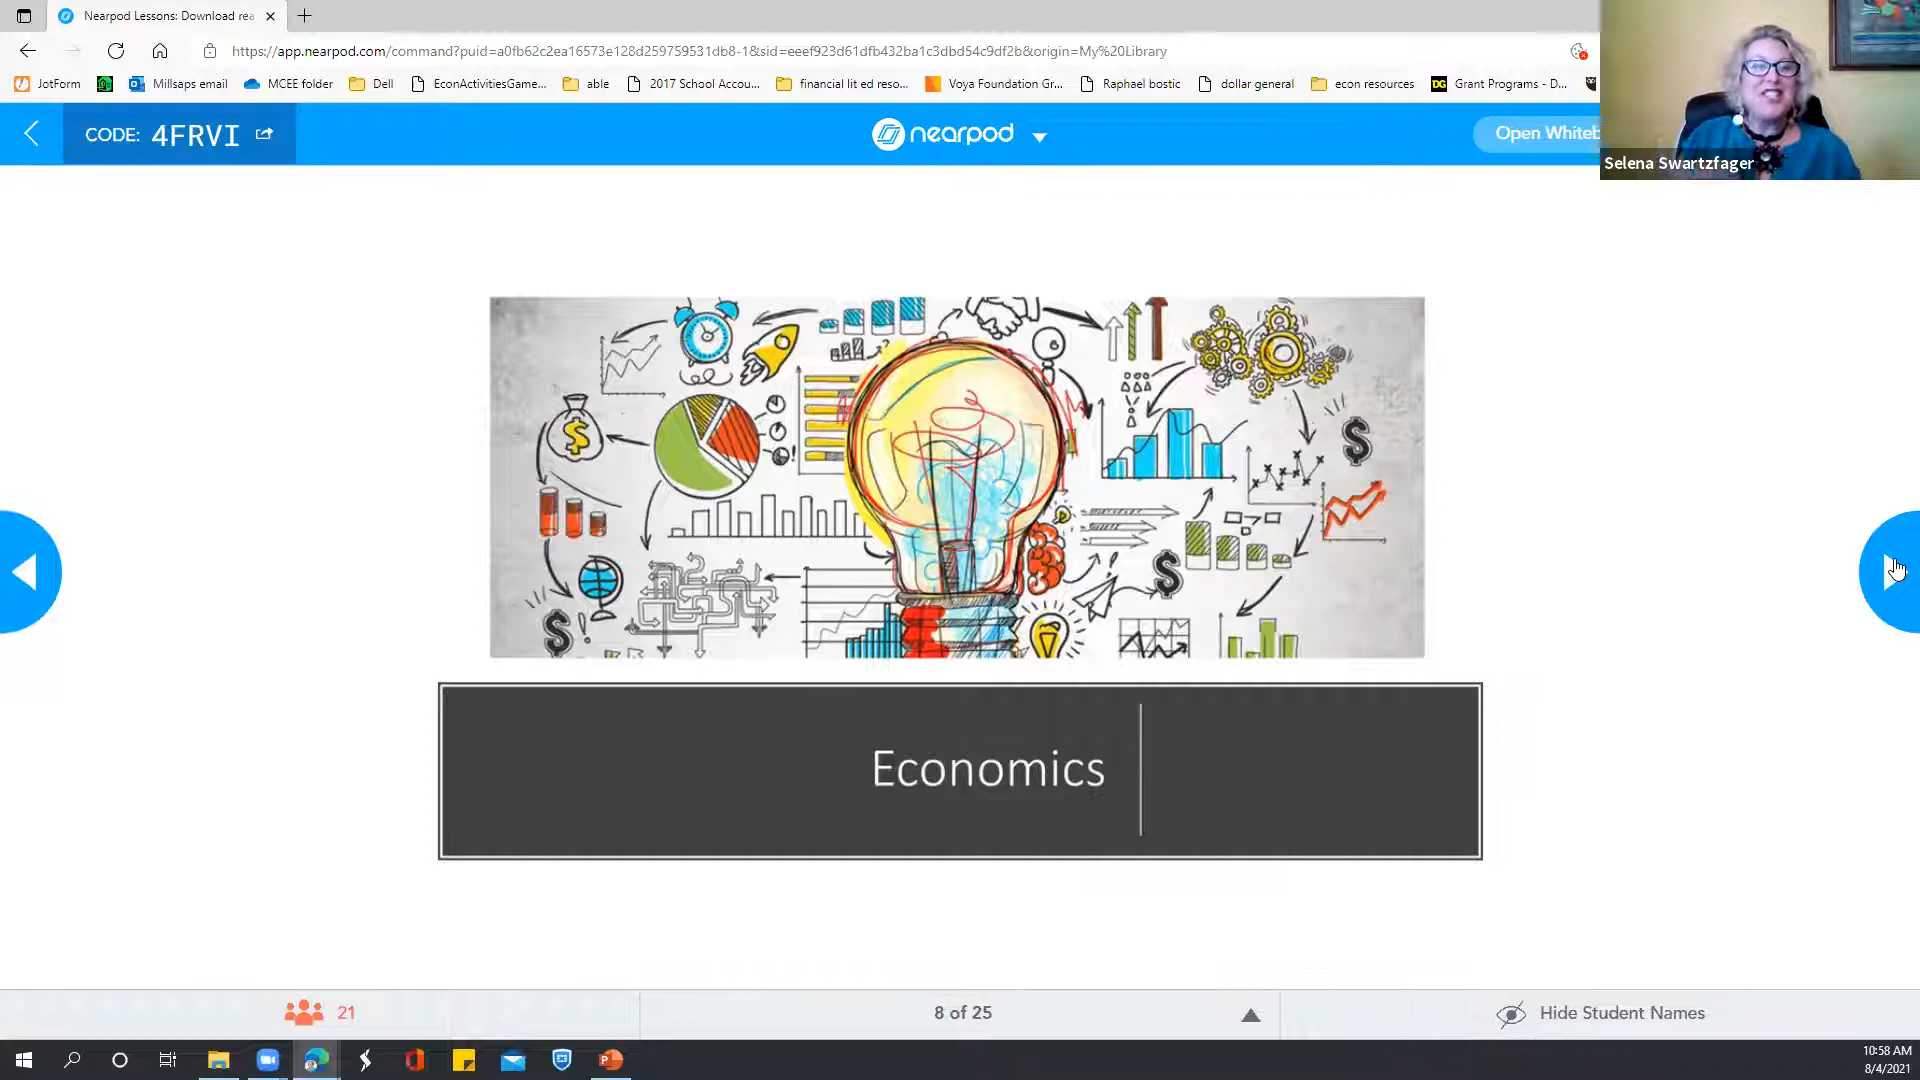 Nearpod Lessons: Download rea
https://app.nearpod.com/command?puid=a0fb62c2ea16573e128d259759531db8-1&sid=eeef923d61dfb432ba1c3dbd54c9df2b&origin=My%20Library
JotForm Millsaps email MCEE folder Dell EconActivitiesGame... able 2017 School Accou... financial lit ed reso... Voya Foundation Gr... Raphael bostic dollar general econ resources DG Grant Programs - D...
CODE: 4FRVI nearpod Open Whiteb
Selena Swartzfager
Economics
21 8 of 25 Hide Student Names
10:58 AM
8/4/2021